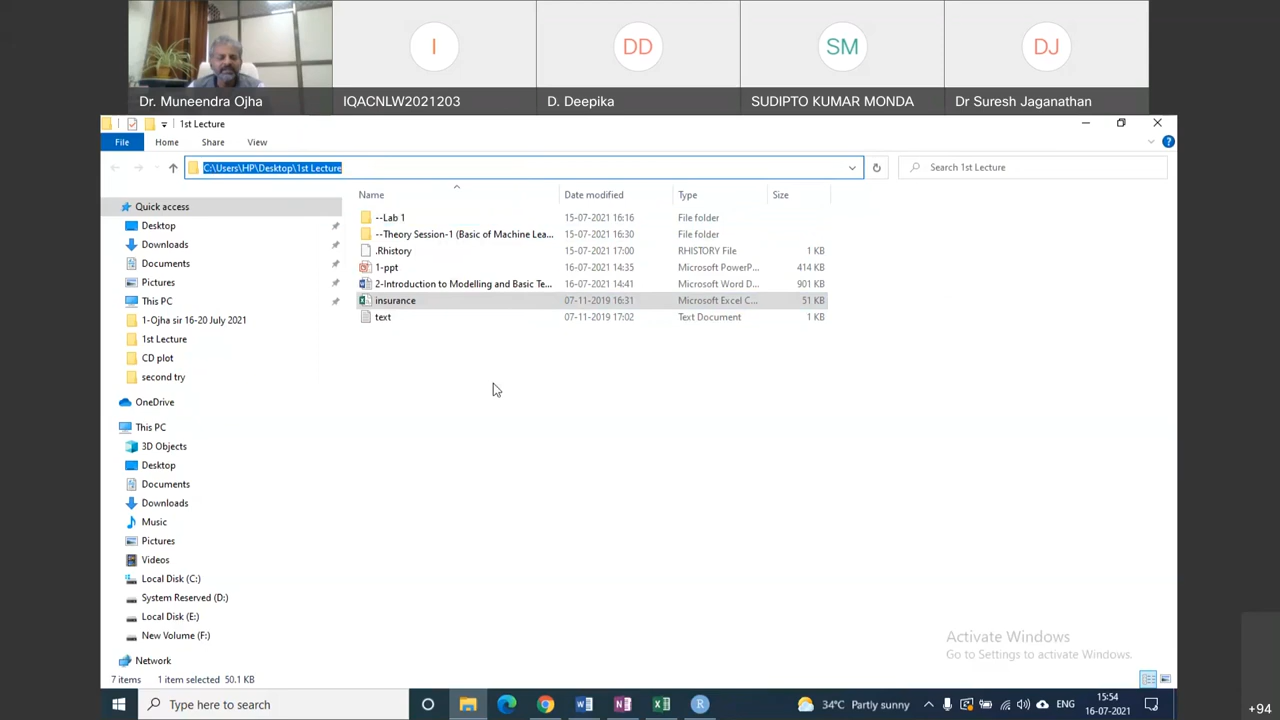 I
DD
SM
DJ
Dr. Muneendra Ojha
IQACNLW2021203
D. Deepika
SUDIPTO KUMAR MONDA
Dr Suresh Jaganathan
1st Lecture
File
Home
Share
View
C:\Users\HP\Desktop\1st Lecture
Search 1st Lecture
Name
Date modified
Type
Size
Quick access
Desktop
Downloads
Documents
Pictures
This PC
1-Ojha sir 16-20 July 2021
1st Lecture
CD plot
second try
OneDrive
This PC
3D Objects
Desktop
Documents
Downloads
Music
Pictures
Videos
Local Disk (C:)
System Reserved (D:)
Local Disk (E:)
New Volume (F:)
Network
--Lab 1 15-07-2021 16:16 File folder
--Theory Session-1 (Basic of Machine Lea... 15-07-2021 16:30 File folder
.Rhistory 15-07-2021 17:00 RHISTORY File 1 KB
1-ppt 16-07-2021 14:35 Microsoft PowerP... 414 KB
2-Introduction to Modelling and Basic Te... 16-07-2021 14:41 Microsoft Word D... 901 KB
insurance 07-11-2019 16:31 Microsoft Excel C... 51 KB
text 07-11-2019 17:02 Text Document 1 KB
Activate Windows
Go to Settings to activate Windows.
7 items 1 item selected 50.1 KB
Type here to search
34°C Partly sunny
ENG
15:54
16-07-2021
+94